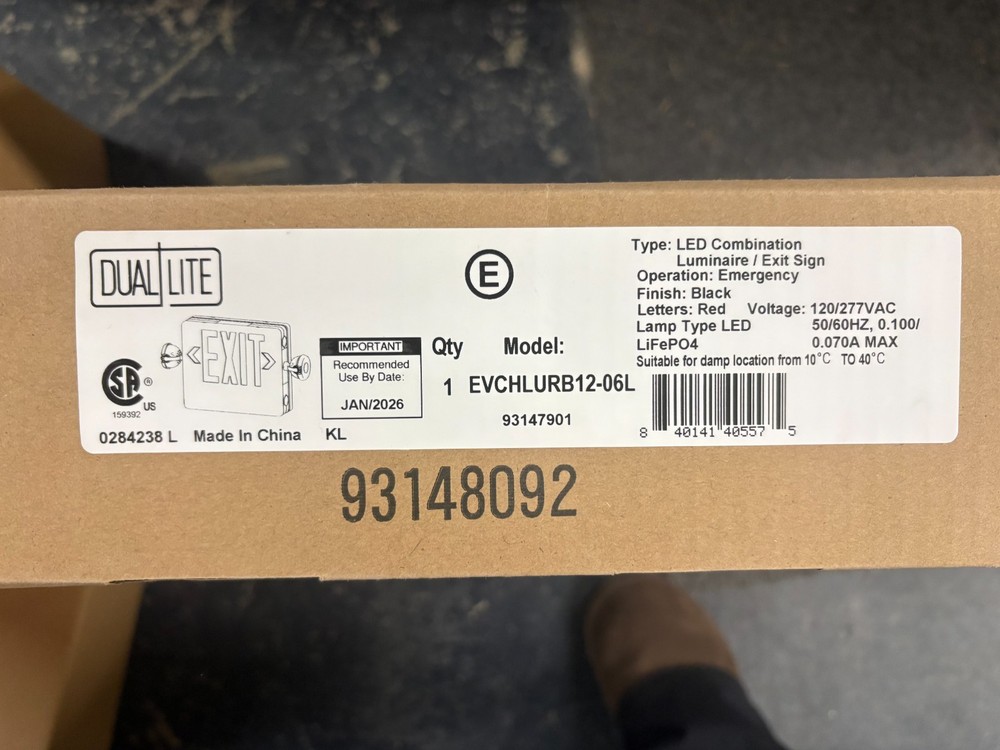 DUAL LITE
E
EXIT
SA
®
US
159392
0284238 L Made In China KL
IMPORTANT
Recommended
Use By Date:
JAN/2026
Qty Model:
1 EVCHLURB12-06L
93147901
Type: LED Combination
Luminaire / Exit Sign
Operation: Emergency
Finish: Black
Letters: Red Voltage: 120/277VAC
Lamp Type LED 50/60HZ, 0.100/
LiFePO4 0.070A MAX
Suitable for damp location from 10°C TO 40°C
8 40141 40557 5
93148092